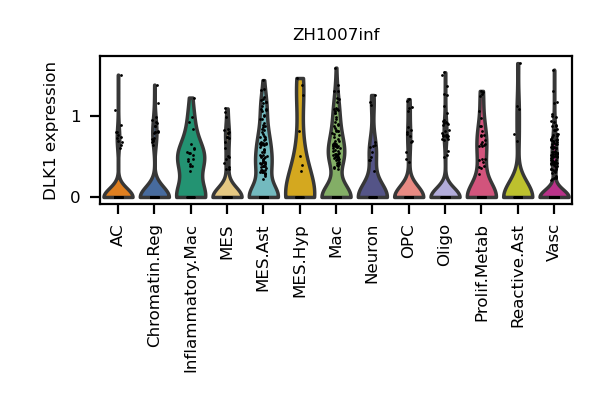 ZH1007inf
DLK1 expression
1
0
AC
Chromatin.Reg
Inflammatory.Mac
MES
MES.Ast
MES.Hyp
Mac
Neuron
OPC
Oligo
Prolif.Metab
Reactive.Ast
Vasc